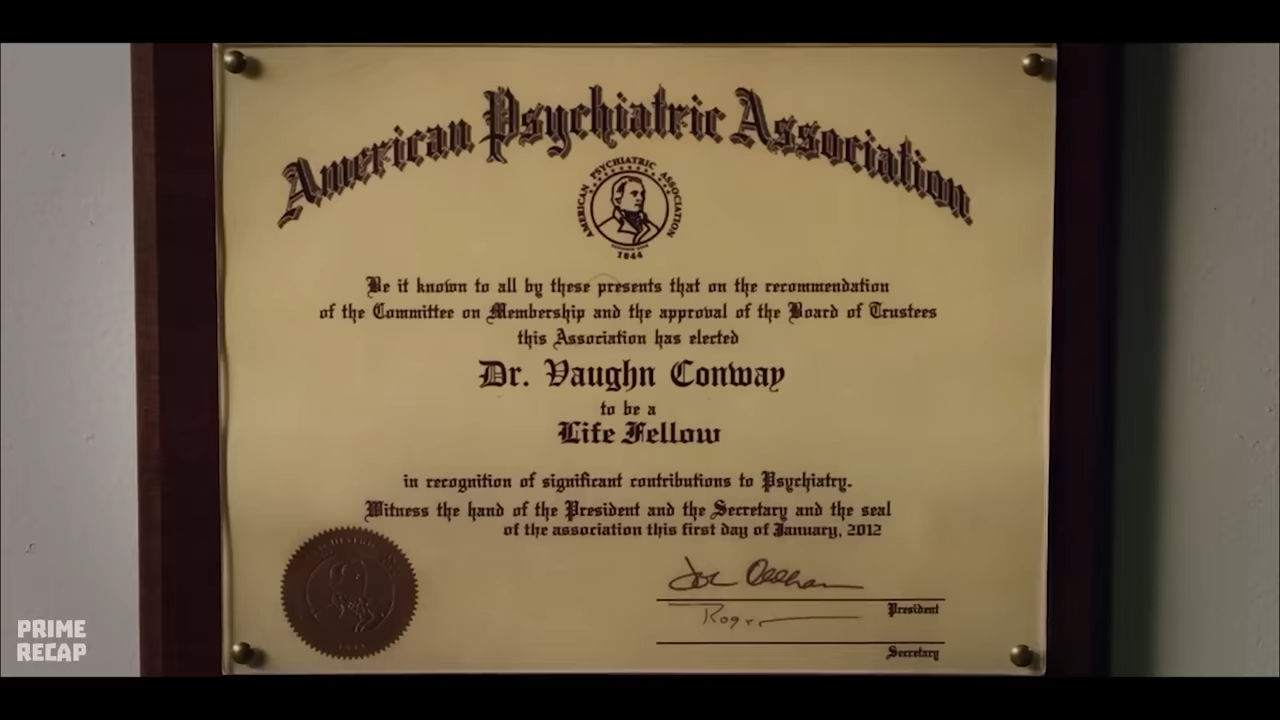 American Psychiatric Association
AMERICAN PSYCHIATRIC ASSOCIATION
1844
Be it known to all by these presents that on the recommendation
of the Committee on Membership and the approval of the Board of Trustees
this Association has elected
Dr. Vaughn Conway
to be a
Life Fellow
in recognition of significant contributions to Psychiatry.
Witness the hand of the President and the Secretary and the seal
of the association this first day of January, 2012
President
Roger
Secretary
PRIME
RECAP